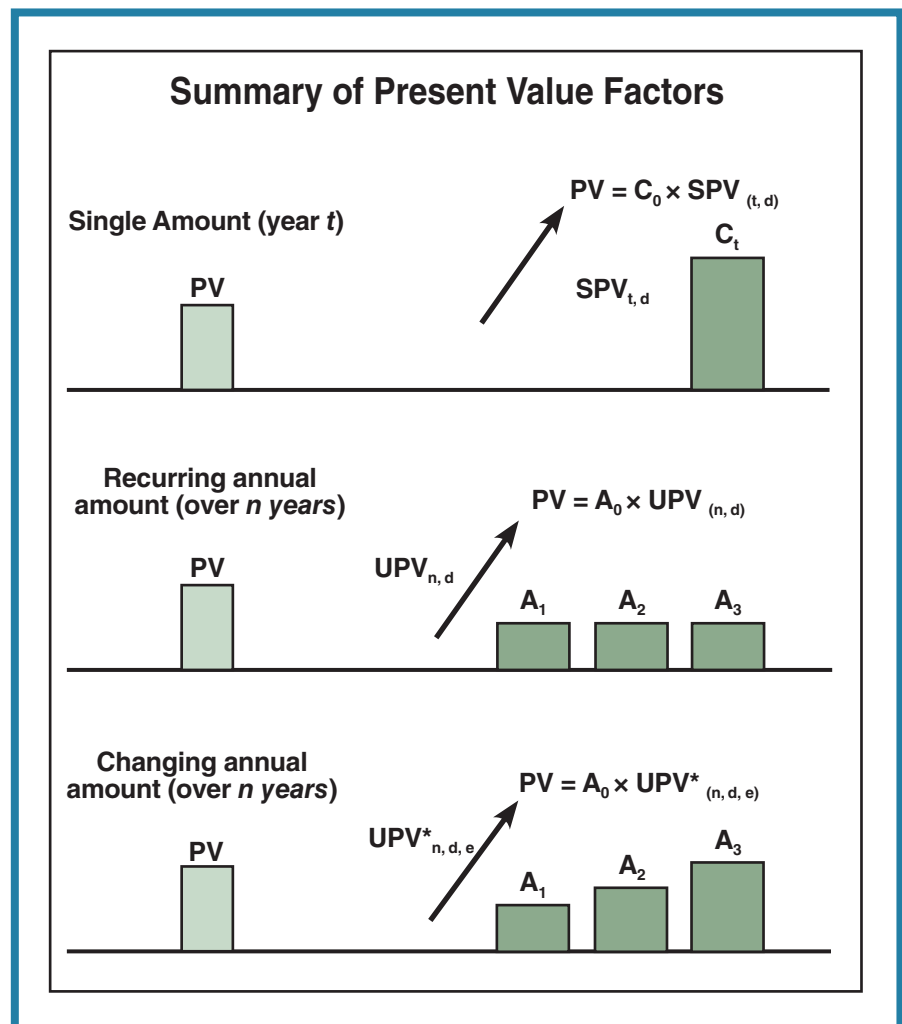 Summary of Present Value Factors
PV = C₀ × SPV (t, d)
Single Amount (year t)
Cₜ
PV
SPVt, d
Recurring annual
amount (over n years)
PV = A₀ × UPV (n, d)
PV
UPVn, d
A₁ A₂ A₃
Changing annual
amount (over n years)
PV = A₀ × UPV* (n, d, e)
UPV*n, d, e
PV
A₁ A₂ A₃